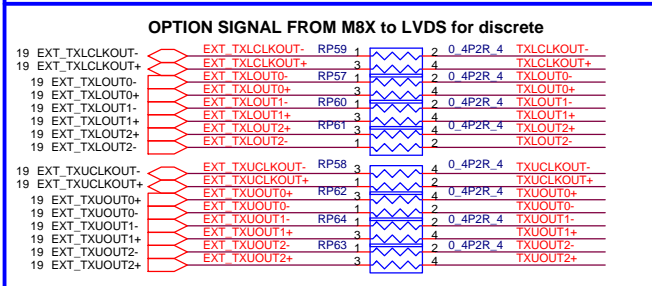 OPTION SIGNAL FROM M8X to LVDS for discrete
19 EXT_TXLCLKOUT- EXT_TXLCLKOUT- RP59 1 2 0_4P2R_4 TXLCLKOUT-
19 EXT_TXLCLKOUT+ EXT_TXLCLKOUT+ 3 4 TXLCLKOUT+
19 EXT_TXLOUT0- EXT_TXLOUT0- RP57 1 2 0_4P2R_4 TXLOUT0-
19 EXT_TXLOUT0+ EXT_TXLOUT0+ 3 4 TXLOUT0+
19 EXT_TXLOUT1- EXT_TXLOUT1- RP60 1 2 0_4P2R_4 TXLOUT1-
19 EXT_TXLOUT1+ EXT_TXLOUT1+ 3 4 TXLOUT1+
19 EXT_TXLOUT2+ EXT_TXLOUT2+ RP61 3 4 0_4P2R_4 TXLOUT2+
19 EXT_TXLOUT2- EXT_TXLOUT2- 1 2 TXLOUT2-
19 EXT_TXUCLKOUT- EXT_TXUCLKOUT- RP58 3 4 0_4P2R_4 TXUCLKOUT-
19 EXT_TXUCLKOUT+ EXT_TXUCLKOUT+ 1 2 TXUCLKOUT+
19 EXT_TXUOUT0+ EXT_TXUOUT0+ RP62 3 4 0_4P2R_4 TXUOUT0+
19 EXT_TXUOUT0- EXT_TXUOUT0- 1 2 TXUOUT0-
19 EXT_TXUOUT1- EXT_TXUOUT1- RP64 1 2 0_4P2R_4 TXUOUT1-
19 EXT_TXUOUT1+ EXT_TXUOUT1+ 3 4 TXUOUT1+
19 EXT_TXUOUT2- EXT_TXUOUT2- RP63 1 2 0_4P2R_4 TXUOUT2-
19 EXT_TXUOUT2+ EXT_TXUOUT2+ 3 4 TXUOUT2+